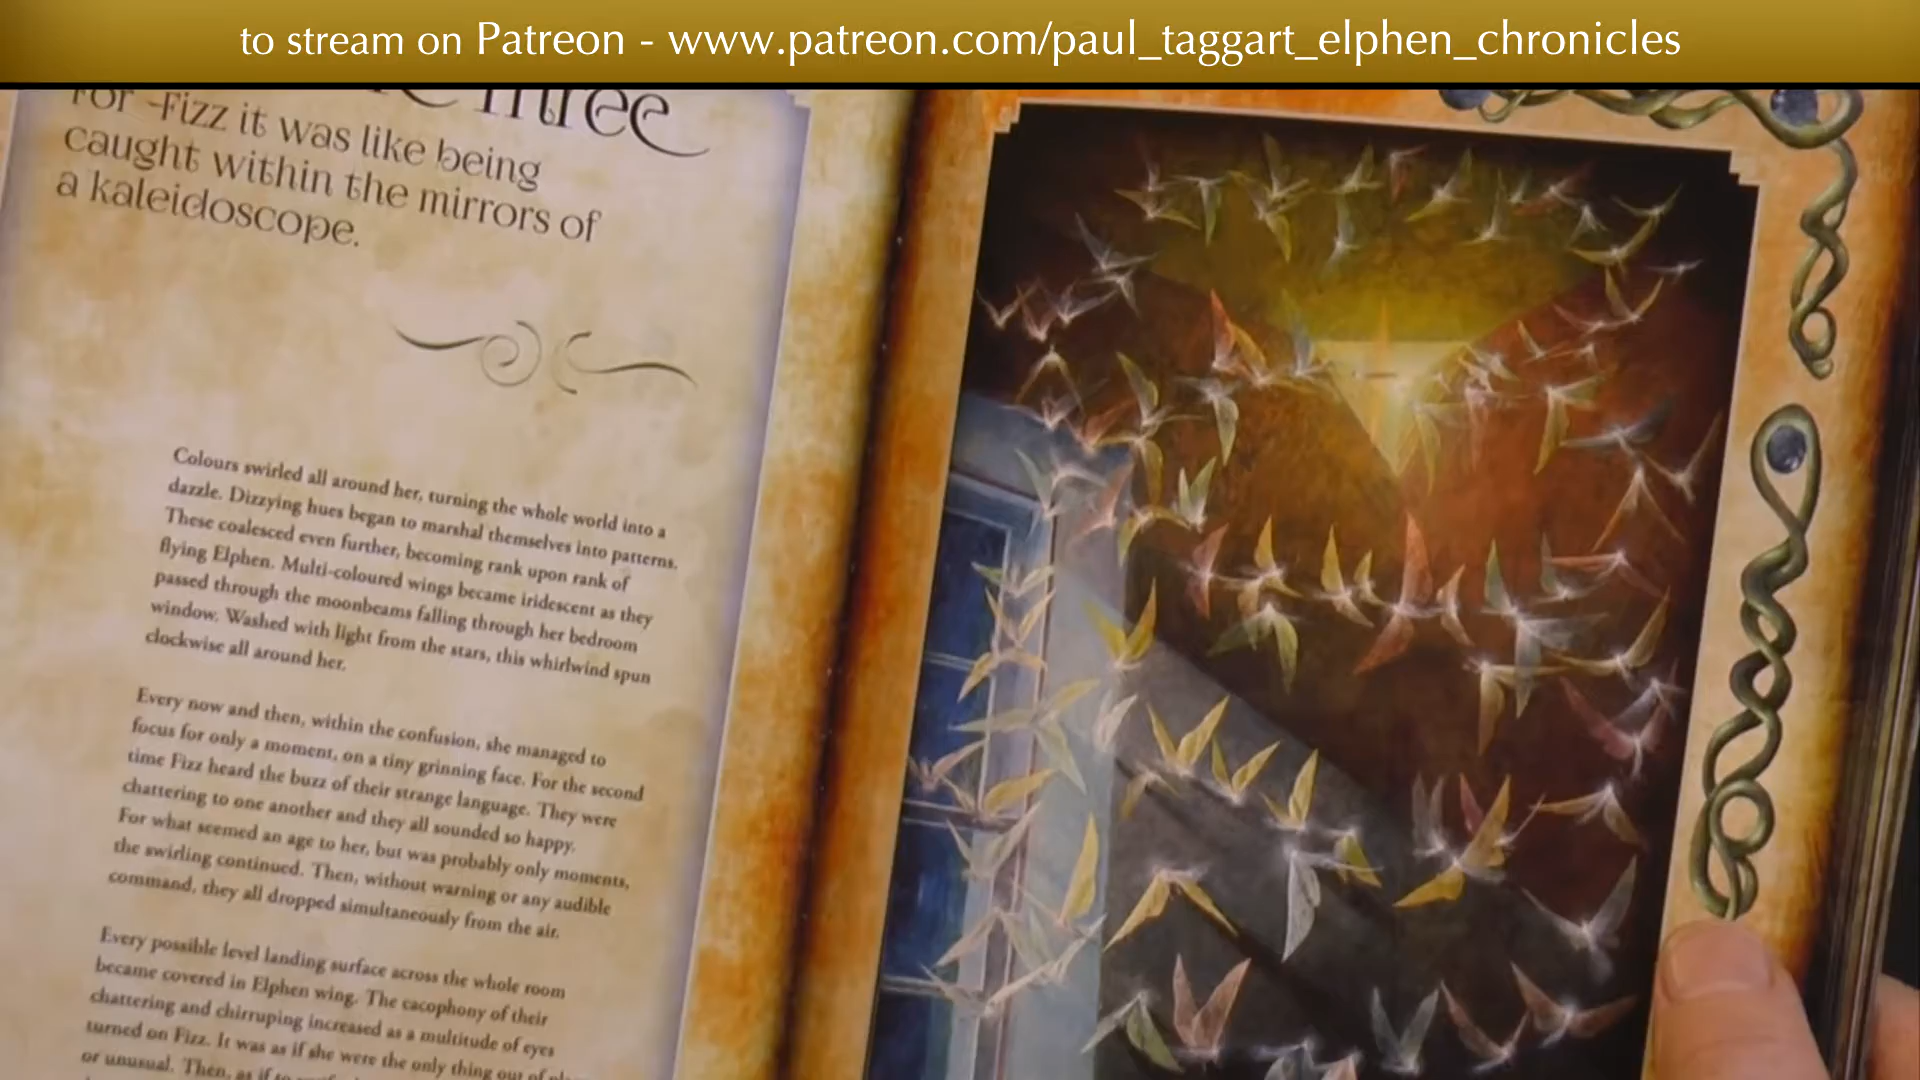 to stream on Patreon - www.patreon.com/paul_taggart_elphen_chronicles
Three
For -Fizz it was like being
caught within the mirrors of
a kaleidoscope.
Colours swirled all around her, turning the whole world into a
dazzle. Dizzying hues began to marshal themselves into patterns.
These coalesced even further, becoming rank upon rank of
flying Elphen. Multi-coloured wings became iridescent as they
passed through the moonbeams falling through her bedroom
window. Washed with light from the stars, this whirlwind spun
clockwise all around her.
Every now and then, within the confusion, she managed to
focus for only a moment, on a tiny grinning face. For the second
time Fizz heard the buzz of their strange language. They were
chattering to one another and they all sounded so happy.
For what seemed an age to her, but was probably only moments,
the swirling continued. Then, without warning or any audible
command, they all dropped simultaneously from the air.
Every possible level landing surface across the whole room
became covered in Elphen wing. The cacophony of their
chattering and chirruping increased as a multitude of eyes
turned on Fizz. It was as if she were the only thing out of
or unusual. Then, as if to